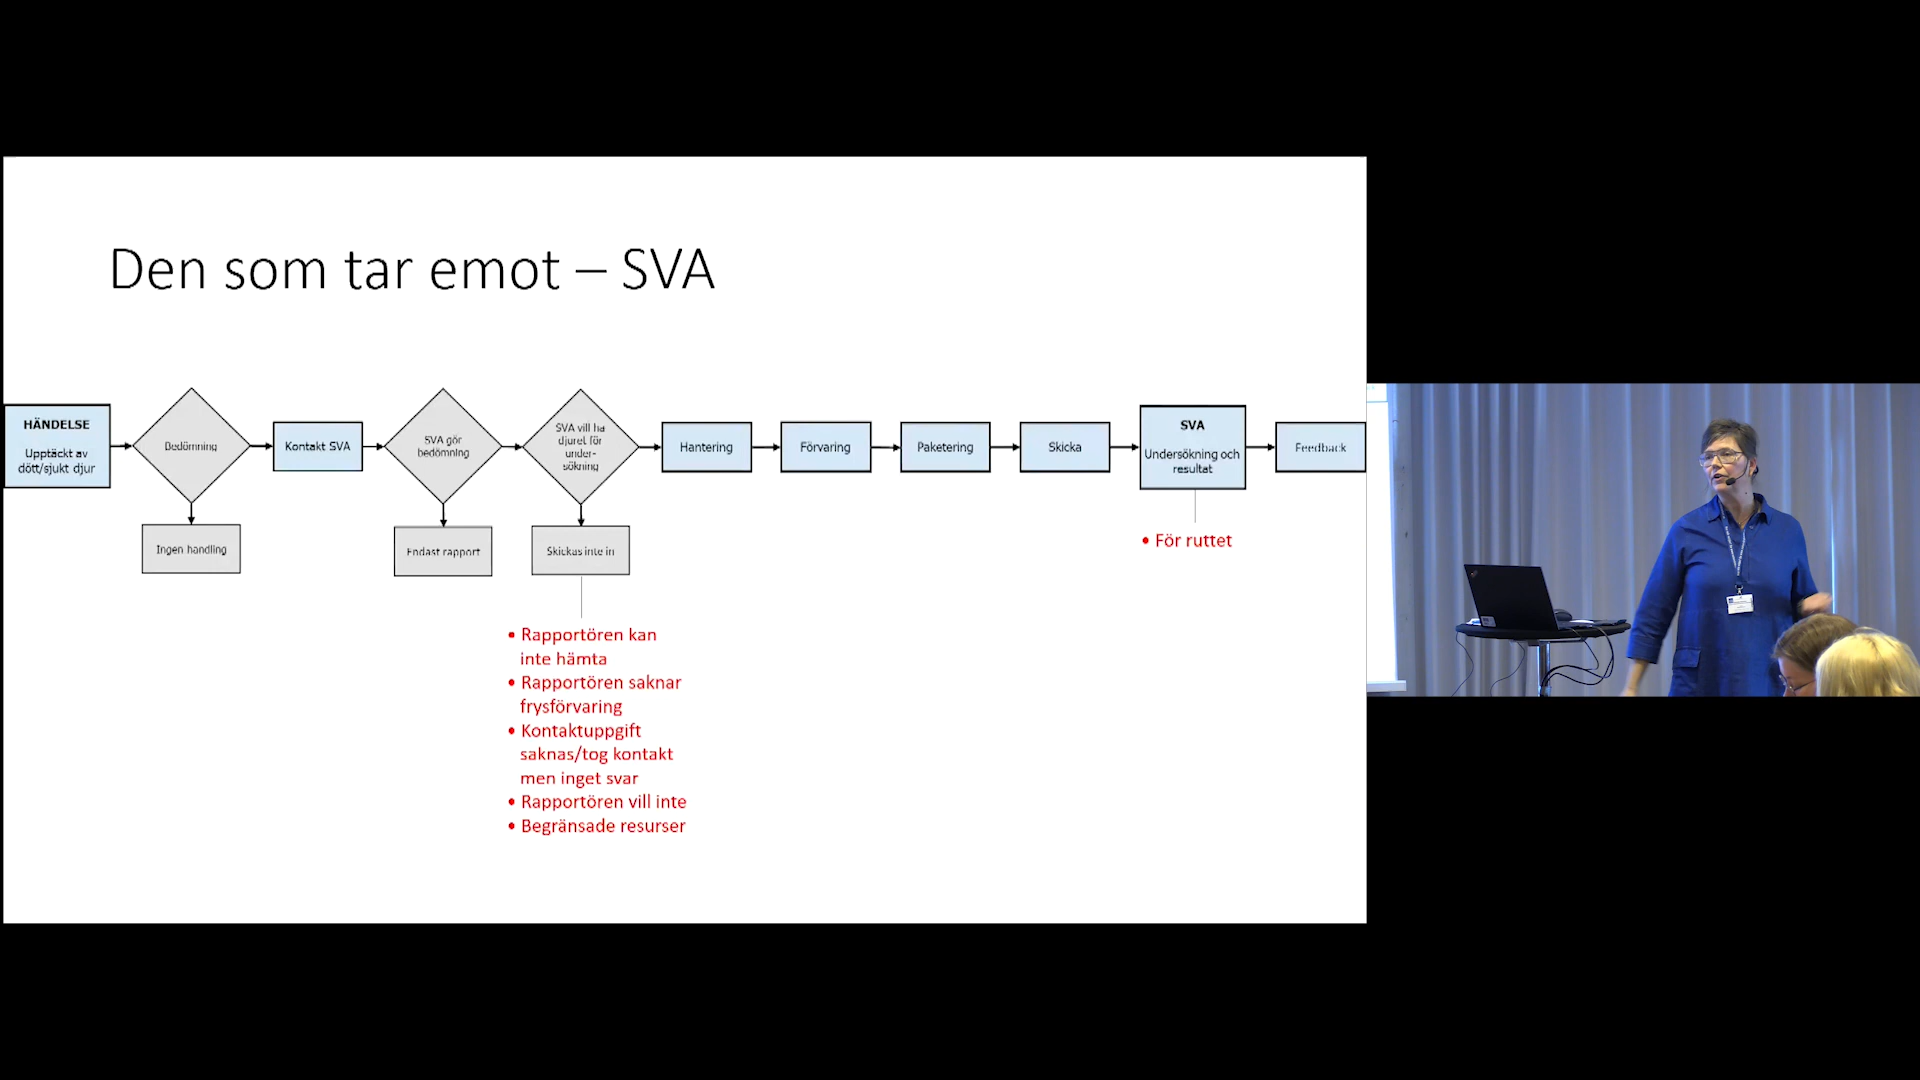 Den som tar emot – SVA
HÄNDELSE
Upptäckt av
dött/sjukt djur
Bedömning
Ingen handling
Kontakt SVA
SVA gör
bedömning
Endast rapport
SVA vill ha
djuret för
under-
sökning
Skickas inte in
• Rapportören kan
inte hämta
• Rapportören saknar
frysförvaring
• Kontaktuppgift
saknas/tog kontakt
men inget svar
• Rapportören vill inte
• Begränsade resurser
Hantering
Förvaring
Paketering
Skicka
SVA
Undersökning och
resultat
• För ruttet
Feedback